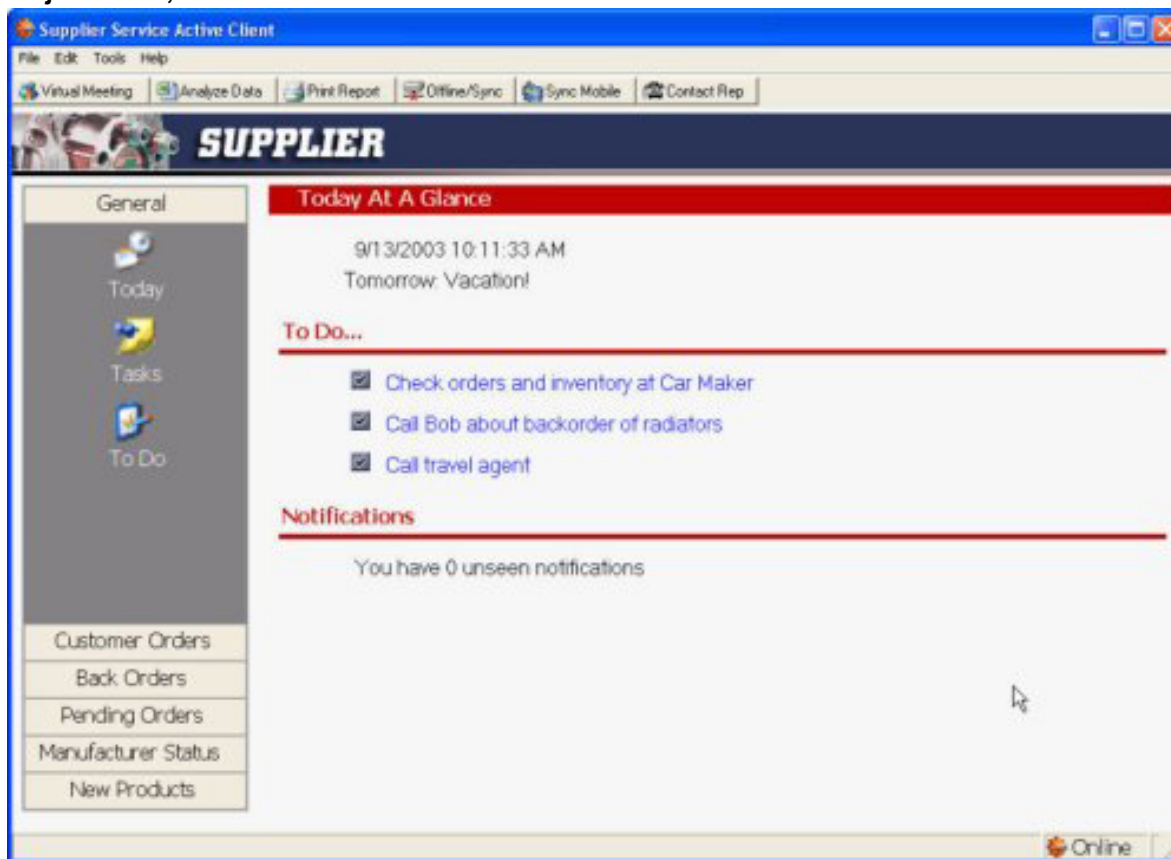 Supplier Service Active Client
File Edit Tools Help
Virtual Meeting Analyze Data Print Report Offline/Sync Sync Mobile Contact Rep
SUPPLIER
General
Today
Tasks
To Do
Customer Orders
Back Orders
Pending Orders
Manufacturer Status
New Products
Today At A Glance
9/13/2003 10:11:33 AM
Tomorrow: Vacation!
To Do...
Check orders and inventory at Car Maker
Call Bob about backorder of radiators
Call travel agent
Notifications
You have 0 unseen notifications
Online